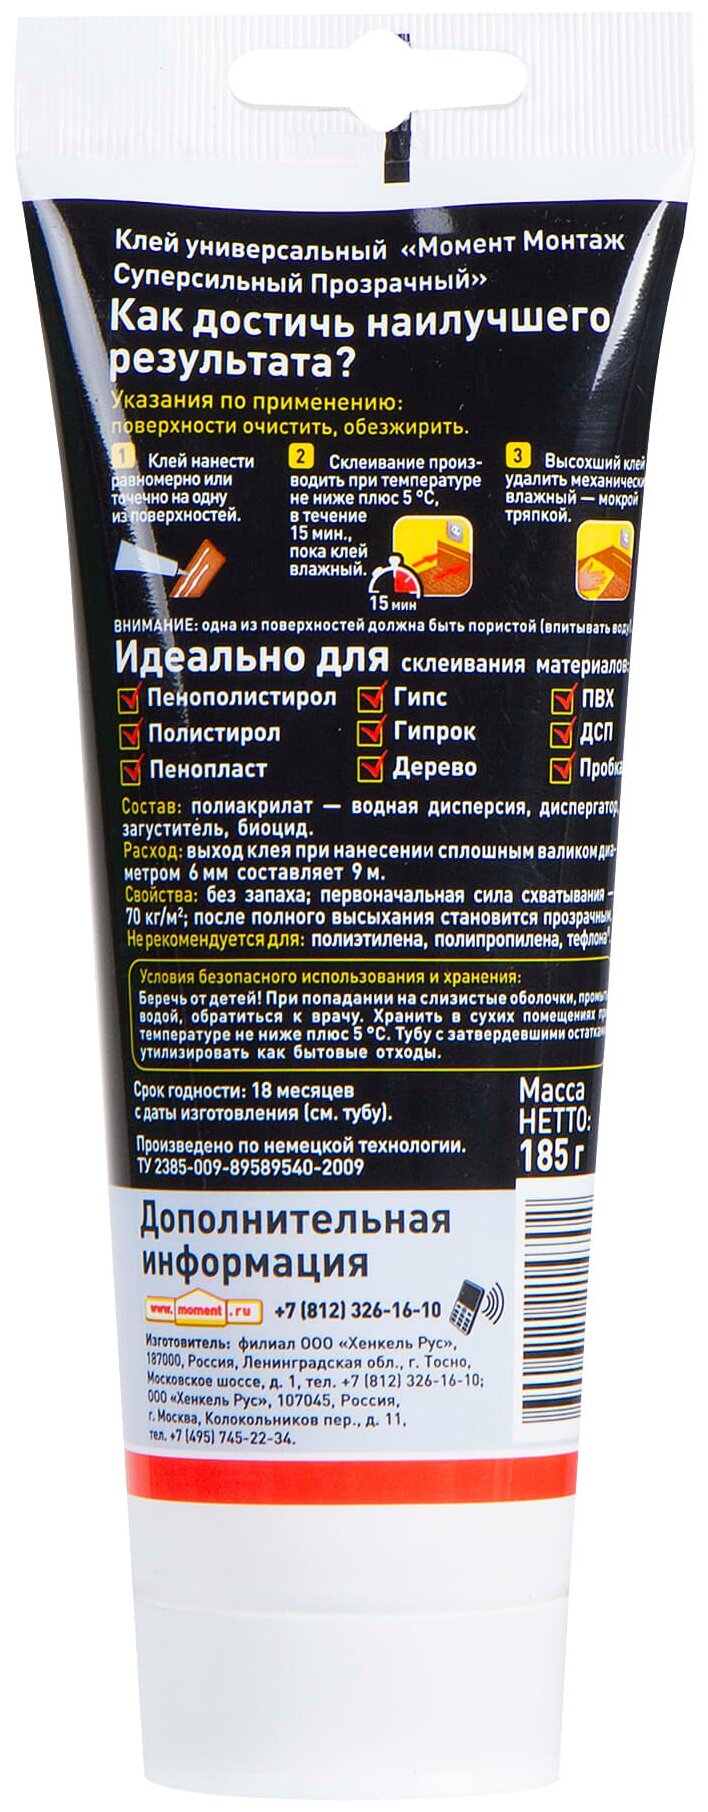 Клей универсальный «Момент Монтаж
Суперсильный Прозрачный»
Как достичь наилучшего
результата?
Указания по применению:
поверхности очистить, обезжирить.
1 Клей нанести
равномерно или
точечно на одну
из поверхностей.
2 Склеивание произ-
водить при температуре
не ниже плюс 5 °С,
в течение
15 мин.,
пока клей
влажный.
15 мин
3 Высохший клей
удалить механически
влажный — мокрой
тряпкой.
ВНИМАНИЕ: одна из поверхностей должна быть пористой (впитывать воду).
Идеально для склеивания материалов:
Пенополистирол Гипс ПВХ
Полистирол Гипрок ДСП
Пенопласт Дерево Пробка
Состав: полиакрилат — водная дисперсия, диспергатор,
загуститель, биоцид.
Расход: выход клея при нанесении сплошным валиком диа-
метром 6 мм составляет 9 м.
Свойства: без запаха; первоначальная сила схватывания —
70 кг/м²; после полного высыхания становится прозрачным.
Не рекомендуется для: полиэтилена, полипропилена, тефлона®.
Условия безопасного использования и хранения:
Беречь от детей! При попадании на слизистые оболочки, промыть
водой, обратиться к врачу. Хранить в сухих помещениях при
температуре не ниже плюс 5 °С. Тубу с затвердевшими остатками
утилизировать как бытовые отходы.
Срок годности: 18 месяцев
с даты изготовления (см. тубу).
Произведено по немецкой технологии.
ТУ 2385-009-89589540-2009
Масса
НЕТТО:
185 г
Дополнительная
информация
www.moment.ru +7 (812) 326-16-10
Изготовитель: филиал ООО «Хенкель Рус»,
187000, Россия, Ленинградская обл., г. Тосно,
Московское шоссе, д. 1, тел. +7 (812) 326-16-10;
ООО «Хенкель Рус», 107045, Россия,
г. Москва, Колокольников пер., д. 11,
тел. +7 (495) 745-22-34.